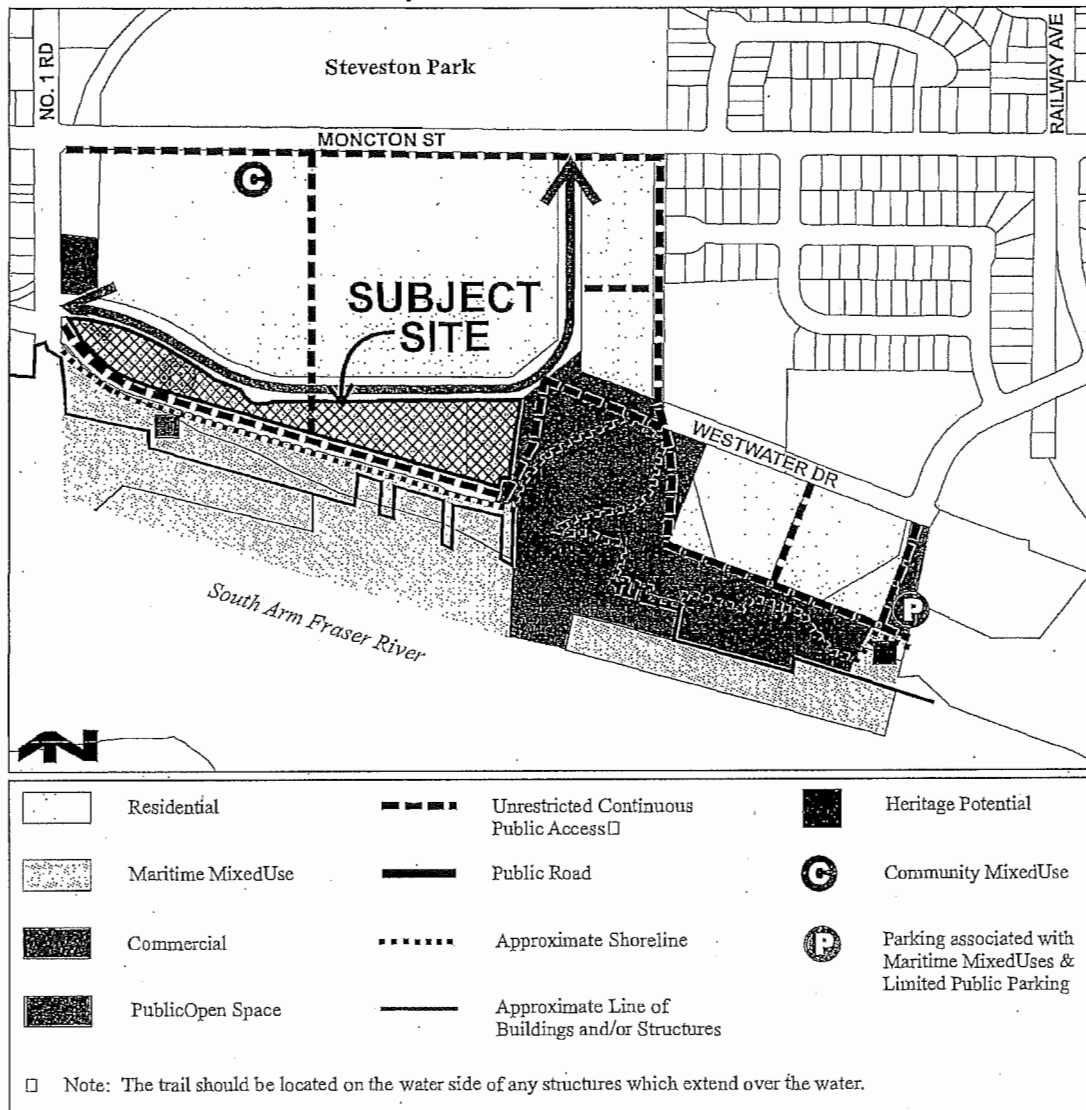 Steveston Park
NO. 1 RD
RAILWAY AVE
MONCTON ST
C
SUBJECT
SITE
WESTWATER DR
P
South Arm Fraser River
N
Residential
Unrestricted Continuous
Public Access□
Heritage Potential
Maritime MixedUse
Public Road
C
Community MixedUse
Commercial
Approximate Shoreline
P
Parking associated with
Maritime MixedUses &
Limited Public Parking
PublicOpen Space
Approximate Line of
Buildings and/or Structures
□ Note: The trail should be located on the water side of any structures which extend over the water.